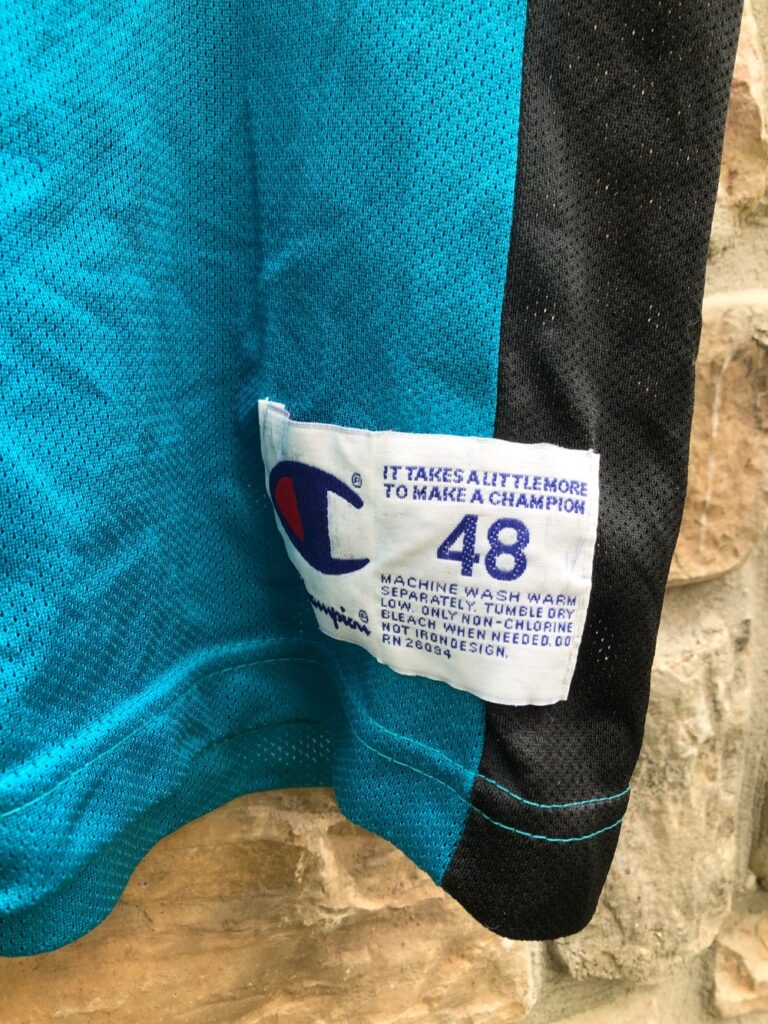 ®
IT TAKES A LITTLE MORE
TO MAKE A CHAMPION
48
MACHINE WASH WARM
SEPARATELY. TUMBLE DRY
LOW. ONLY NON-CHLORINE
BLEACH WHEN NEEDED. DO
NOT IRON DESIGN.
RN 26094
Champion®